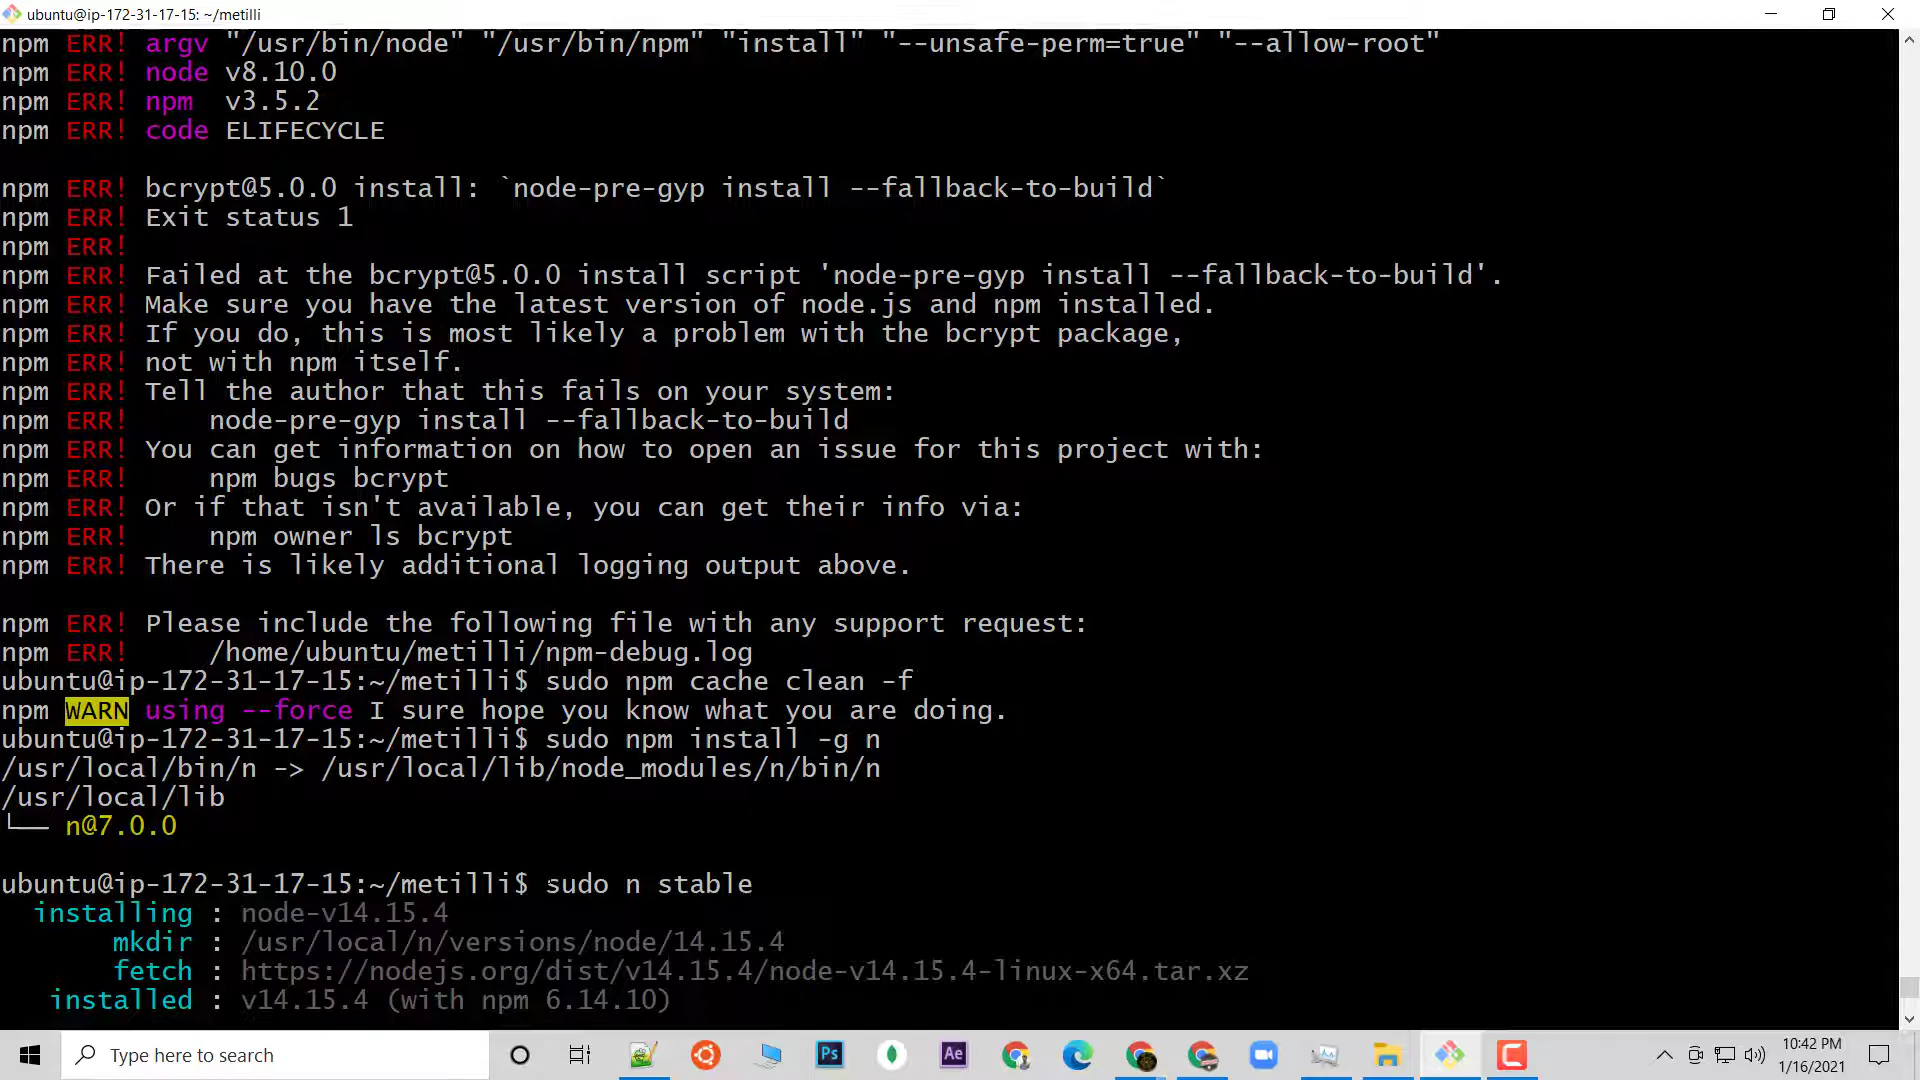 ubuntu@ip-172-31-17-15: ~/metilli
npm ERR! argv "/usr/bin/node" "/usr/bin/npm" "install" "--unsafe-perm=true" "--allow-root"
npm ERR! node v8.10.0
npm ERR! npm  v3.5.2
npm ERR! code ELIFECYCLE
npm ERR! bcrypt@5.0.0 install: `node-pre-gyp install --fallback-to-build`
npm ERR! Exit status 1
npm ERR!
npm ERR! Failed at the bcrypt@5.0.0 install script 'node-pre-gyp install --fallback-to-build'.
npm ERR! Make sure you have the latest version of node.js and npm installed.
npm ERR! If you do, this is most likely a problem with the bcrypt package,
npm ERR! not with npm itself.
npm ERR! Tell the author that this fails on your system:
npm ERR!     node-pre-gyp install --fallback-to-build
npm ERR! You can get information on how to open an issue for this project with:
npm ERR!     npm bugs bcrypt
npm ERR! Or if that isn't available, you can get their info via:
npm ERR!     npm owner ls bcrypt
npm ERR! There is likely additional logging output above.
npm ERR! Please include the following file with any support request:
npm ERR!     /home/ubuntu/metilli/npm-debug.log
ubuntu@ip-172-31-17-15:~/metilli$ sudo npm cache clean -f
npm WARN using --force I sure hope you know what you are doing.
ubuntu@ip-172-31-17-15:~/metilli$ sudo npm install -g n
/usr/local/bin/n -> /usr/local/lib/node_modules/n/bin/n
/usr/local/lib
└── n@7.0.0
ubuntu@ip-172-31-17-15:~/metilli$ sudo n stable
  installing : node-v14.15.4
       mkdir : /usr/local/n/versions/node/14.15.4
       fetch : https://nodejs.org/dist/v14.15.4/node-v14.15.4-linux-x64.tar.xz
   installed : v14.15.4 (with npm 6.14.10)
Type here to search
Ps
Ae
10:42 PM
1/16/2021